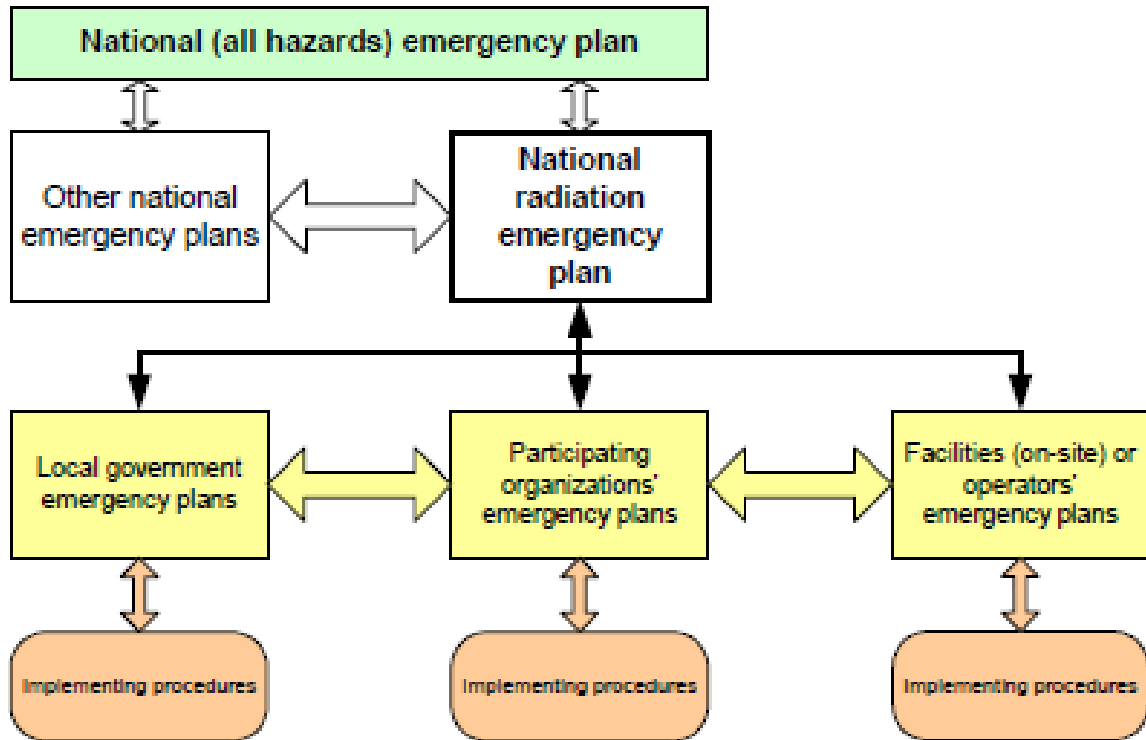 National (all hazards) emergency plan
Other national
emergency plans
National
radiation
emergency
plan
Local government
emergency plans
Participating
organizations'
emergency plans
Facilities (on-site) or
operators'
emergency plans
Implementing procedures
Implementing procedures
Implementing procedures